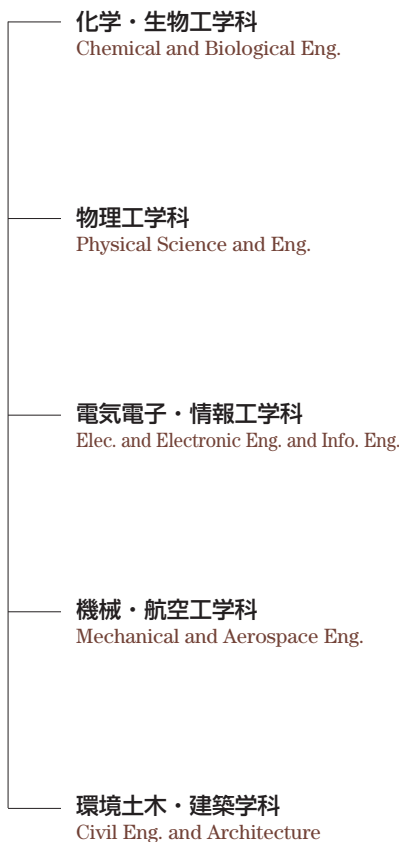 化学・生物工学科
Chemical and Biological Eng.
物理工学科
Physical Science and Eng.
電気電子・情報工学科
Elec. and Electronic Eng. and Info. Eng.
機械・航空工学科
Mechanical and Aerospace Eng.
環境土木・建築学科
Civil Eng. and Architecture